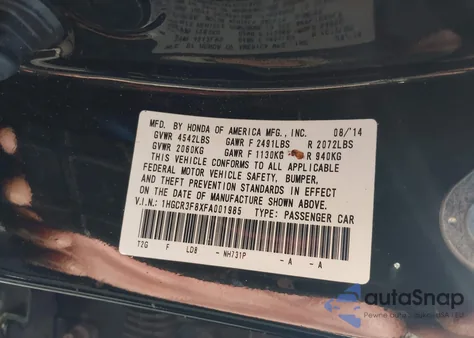 MFD. BY HONDA OF AMERICA MFG., INC. 08/14
GVWR 4542LBS GAWR F 2491LBS R 2072LBS
GVWR 2060KG GAWR F 1130KG R 940KG
THIS VEHICLE CONFORMS TO ALL APPLICABLE
FEDERAL MOTOR VEHICLE SAFETY, BUMPER,
AND THEFT PREVENTION STANDARDS IN EFFECT
ON THE DATE OF MANUFACTURE SHOWN ABOVE.
V.I.N.: 1HGCR3F8XFA001985 TYPE: PASSENGER CAR
T2G F LD8 - NH731P - A - A
autoSnap